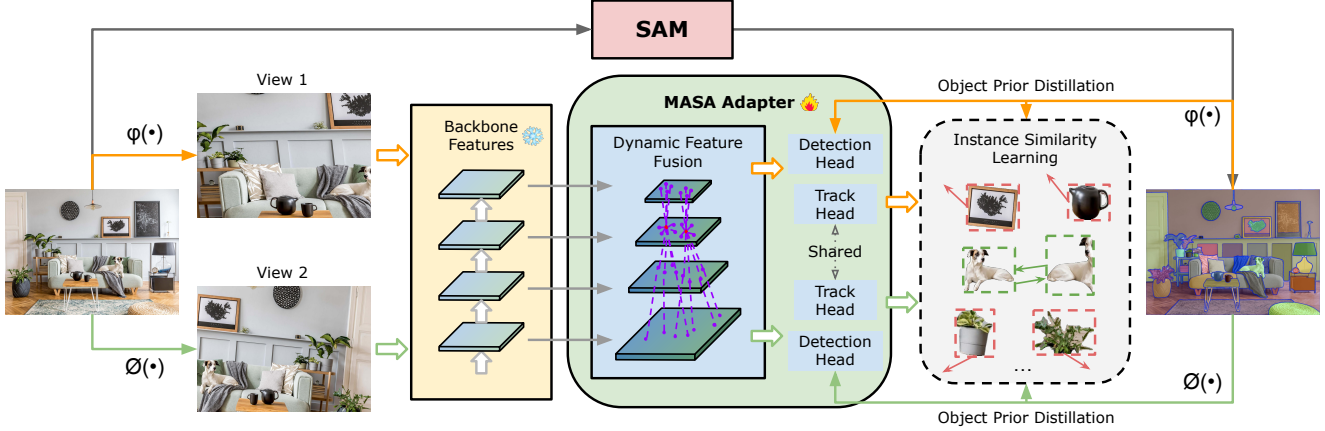 SAM
View 1
φ(•)
View 2
Ø(•)
Backbone
Features
MASA Adapter
Dynamic Feature
Fusion
Detection
Head
Track
Head
Shared
Track
Head
Detection
Head
Object Prior Distillation
Instance Similarity
Learning
...
Object Prior Distillation
φ(•)
Ø(•)